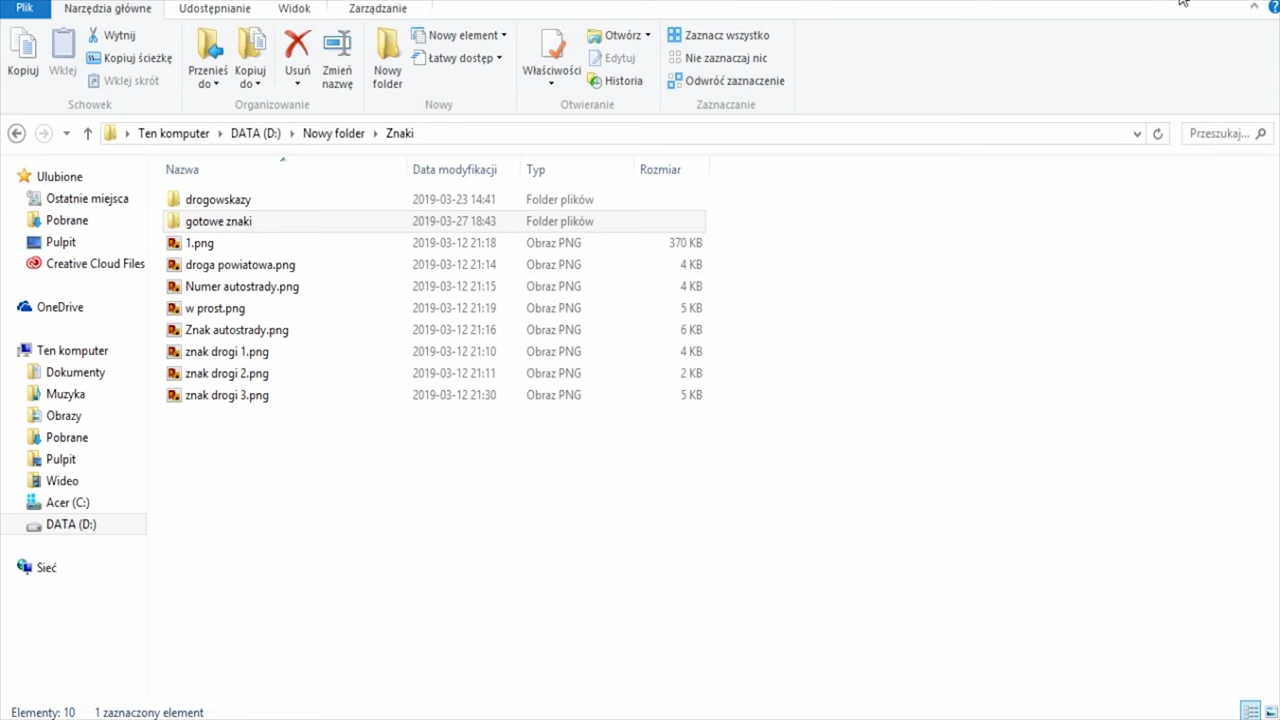 Plik Narzędzia główne Udostępnianie Widok Zarządzanie
Kopiuj
Wklej
Wytnij
Kopiuj ścieżkę
Wklej skrót
Schowek
Przenieś do
Kopiuj do
Usuń
Zmień nazwę
Organizowanie
Nowy folder
Nowy element
Łatwy dostęp
Nowy
Właściwości
Otwórz
Edytuj
Historia
Otwieranie
Zaznacz wszystko
Nie zaznaczaj nic
Odwróć zaznaczenie
Zaznaczanie
Ten komputer DATA (D:) Nowy folder Znaki
Przeszukaj...
Ulubione
Ostatnie miejsca
Pobrane
Pulpit
Creative Cloud Files
OneDrive
Ten komputer
Dokumenty
Muzyka
Obrazy
Pobrane
Pulpit
Wideo
Acer (C:)
DATA (D:)
Sieć
Nazwa Data modyfikacji Typ Rozmiar
drogowskazy 2019-03-23 14:41 Folder plików
gotowe znaki 2019-03-27 18:43 Folder plików
1.png 2019-03-12 21:18 Obraz PNG 370 KB
droga powiatowa.png 2019-03-12 21:14 Obraz PNG 4 KB
Numer autostrady.png 2019-03-12 21:15 Obraz PNG 4 KB
w prost.png 2019-03-12 21:19 Obraz PNG 5 KB
Znak autostrady.png 2019-03-12 21:16 Obraz PNG 6 KB
znak drogi 1.png 2019-03-12 21:10 Obraz PNG 4 KB
znak drogi 2.png 2019-03-12 21:11 Obraz PNG 2 KB
znak drogi 3.png 2019-03-12 21:30 Obraz PNG 5 KB
Elementy: 10 1 zaznaczony element